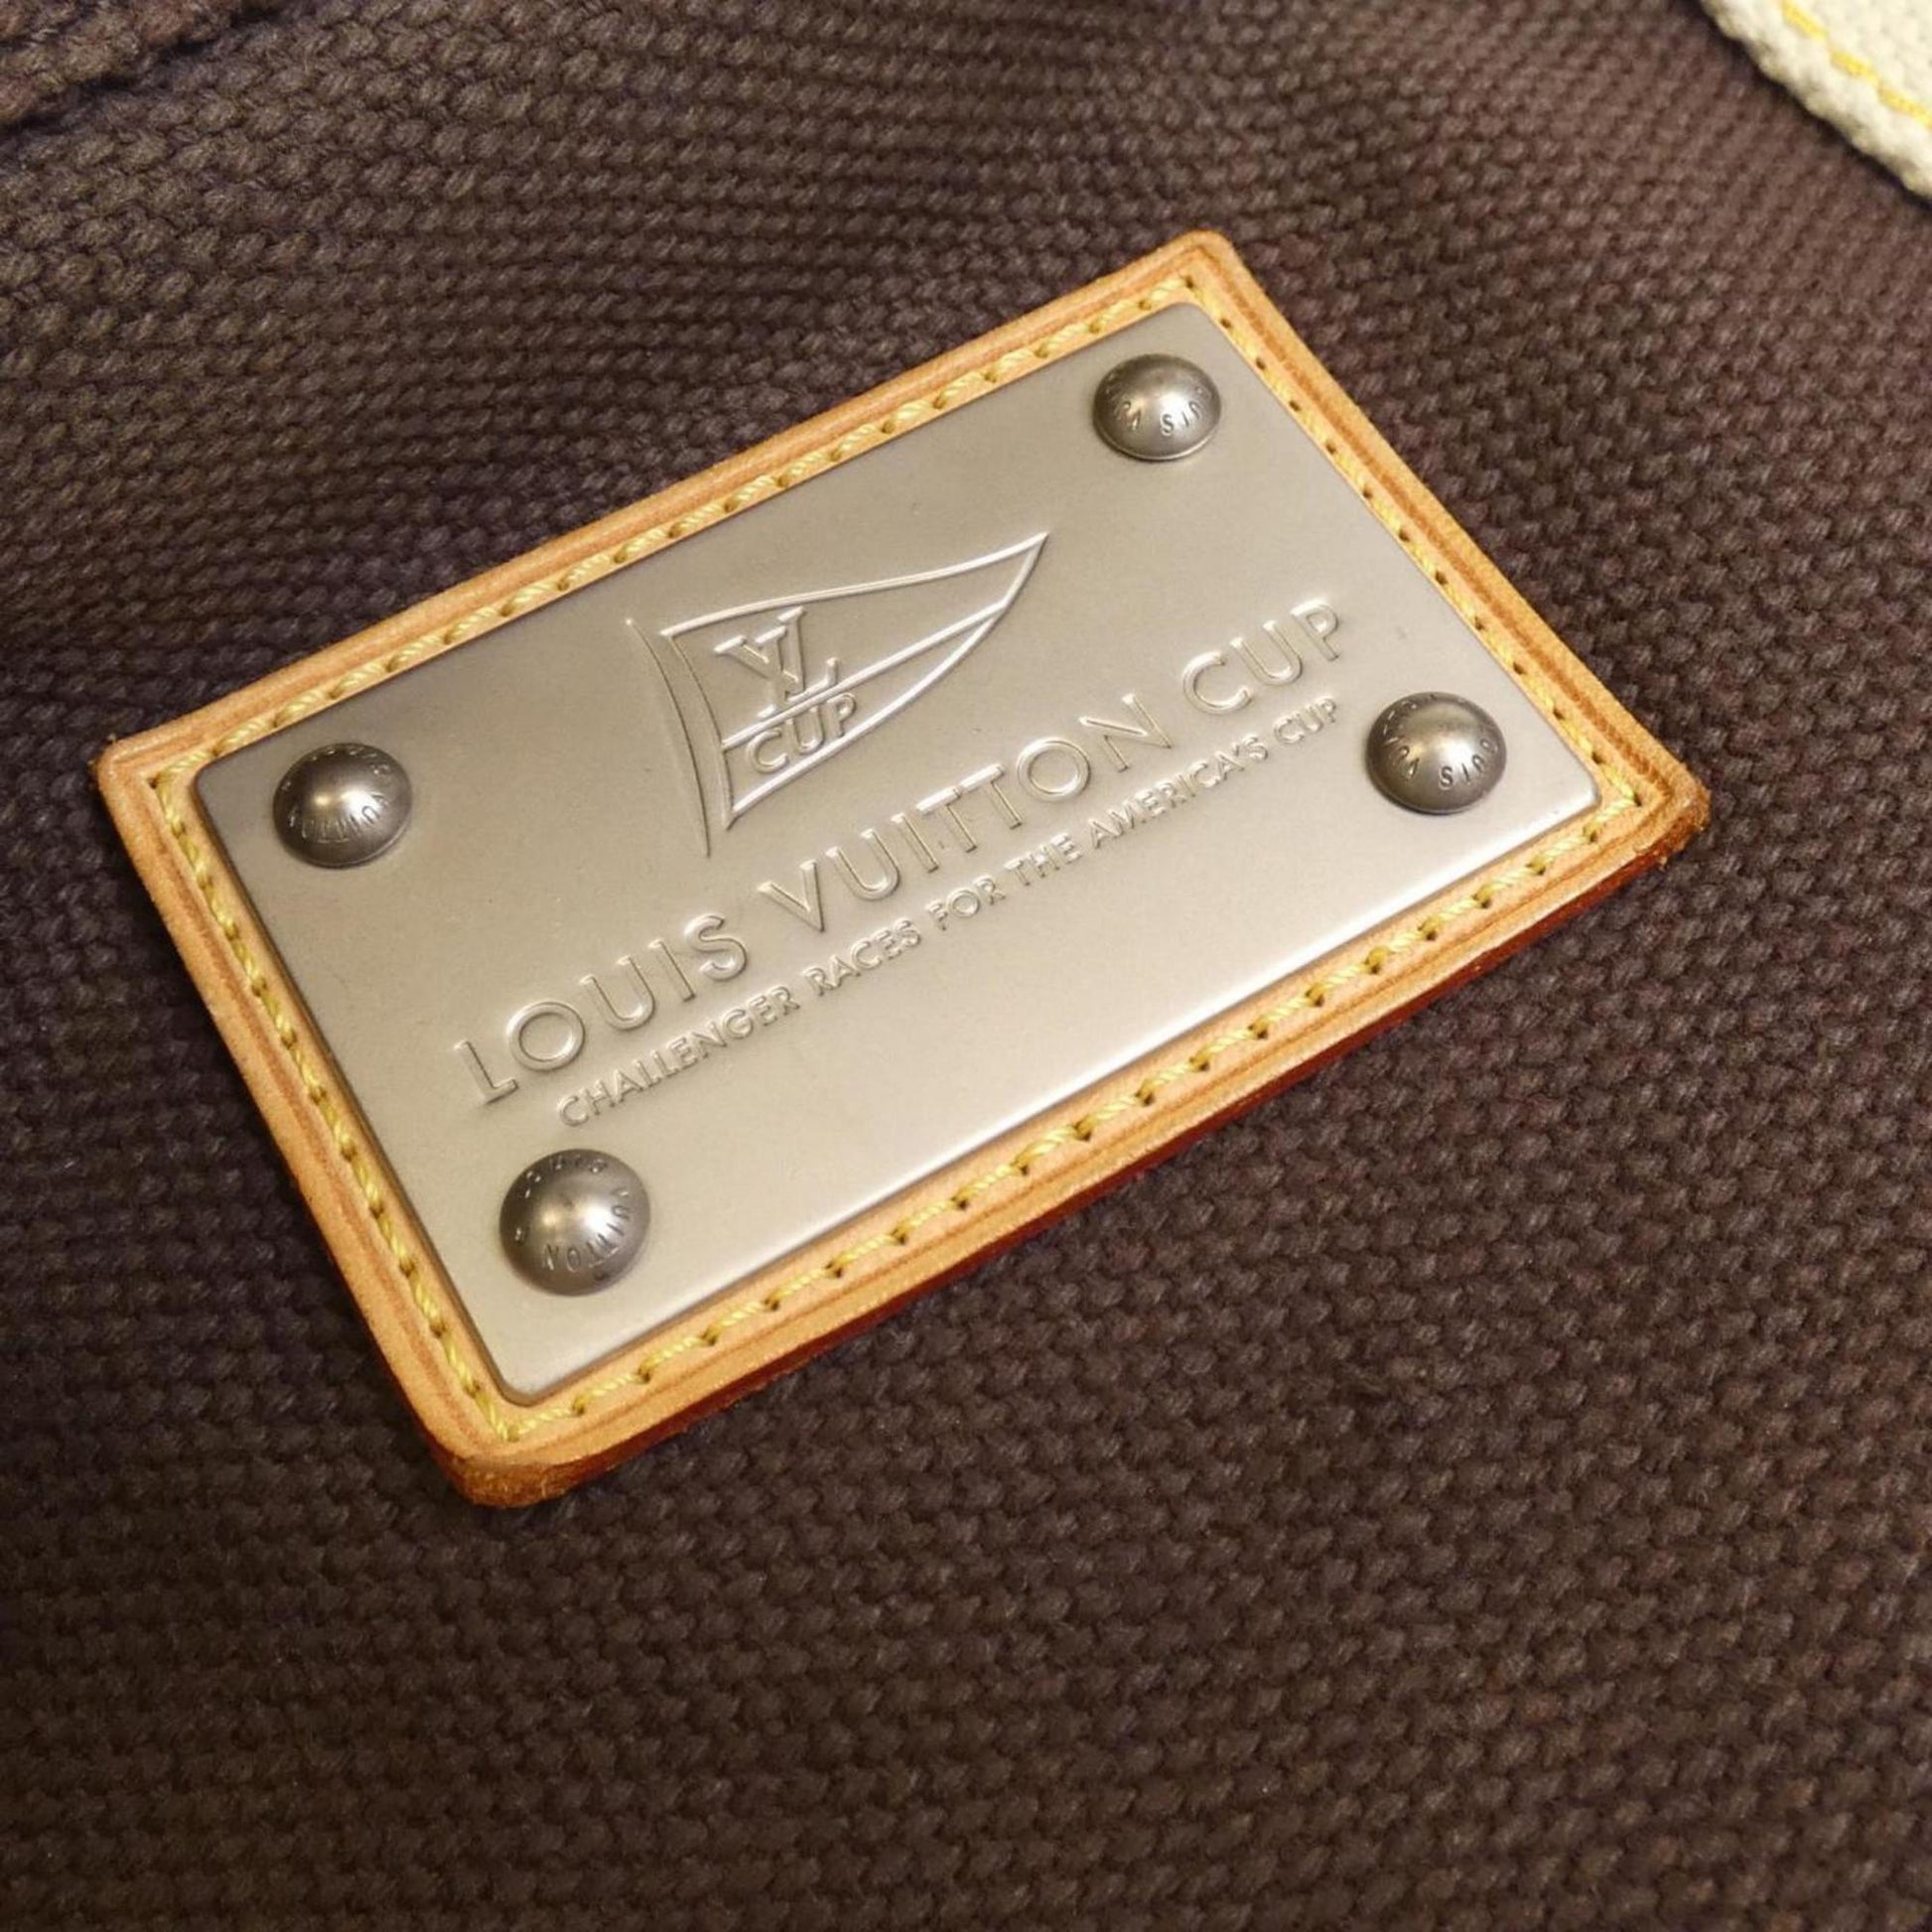 LV
CUP
LOUIS VUITTON CUP
CHALLENGER RACES FOR THE AMERICA'S CUP